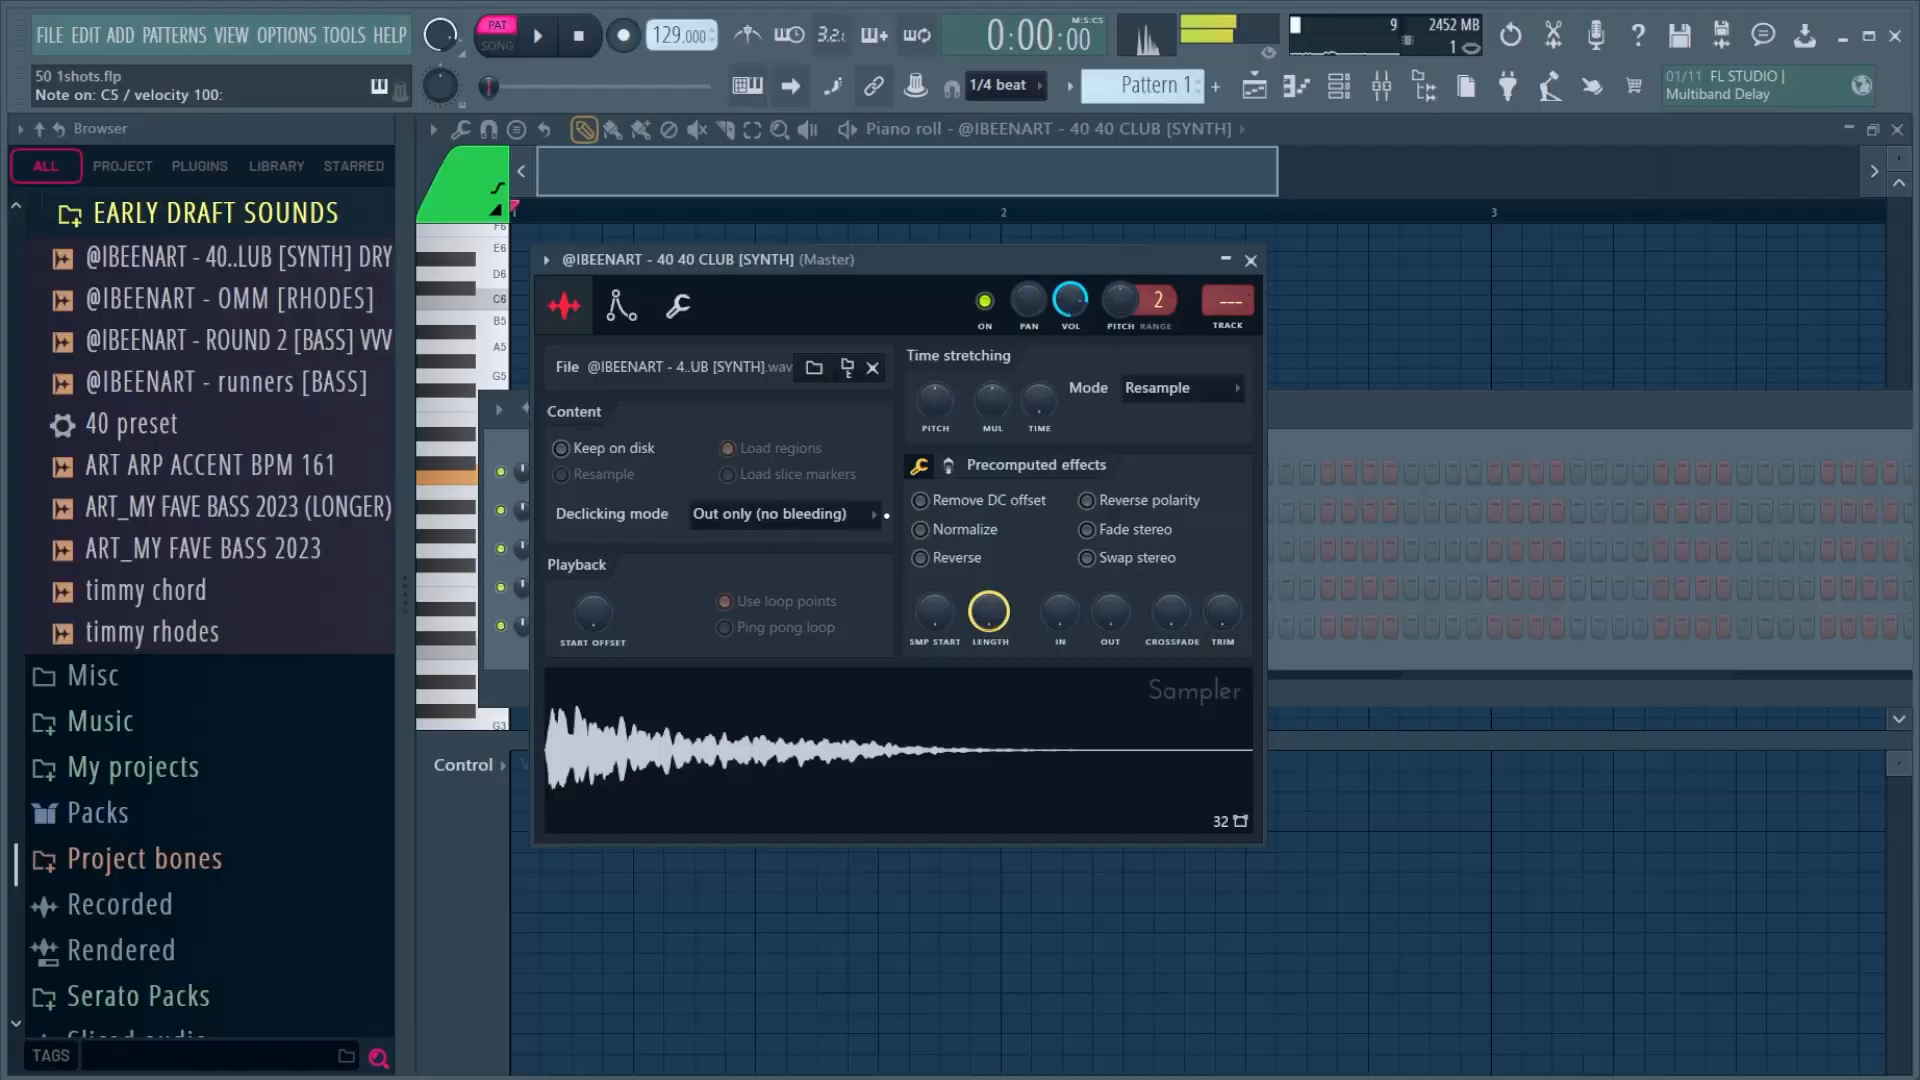 FILE EDIT ADD PATTERNS VIEW OPTIONS TOOLS HELP
PAT
SONG
129.000
3.2.
0:00:00
M:S:CS
9
2452 MB
1
50 1shots.flp
Note on: C5 / velocity 100:
1/4 beat
Pattern 1
+
01/11 FL STUDIO |
Multiband Delay
Browser
Piano roll - @IBEENART - 40 40 CLUB [SYNTH]
ALL
PROJECT
PLUGINS
LIBRARY
STARRED
EARLY DRAFT SOUNDS
@IBEENART - 40..LUB [SYNTH] DRY
@IBEENART - OMM [RHODES]
@IBEENART - ROUND 2 [BASS] VVV
@IBEENART - runners [BASS]
40 preset
ART ARP ACCENT BPM 161
ART_MY FAVE BASS 2023 (LONGER)
ART_MY FAVE BASS 2023
timmy chord
timmy rhodes
Misc
Music
My projects
Packs
Project bones
Recorded
Rendered
Serato Packs
Sliced audio
TAGS
2
3
F6
E6
D6
C6
B5
A5
G5
G3
Control
@IBEENART - 40 40 CLUB [SYNTH] (Master)
ON
PAN
VOL
PITCH
RANGE
2
---
TRACK
File
@IBEENART - 4..UB [SYNTH].wav
Content
Keep on disk
Load regions
Resample
Load slice markers
Declicking mode
Out only (no bleeding)
Playback
Use loop points
Ping pong loop
START OFFSET
Time stretching
PITCH
MUL
TIME
Mode
Resample
Precomputed effects
Remove DC offset
Reverse polarity
Normalize
Fade stereo
Reverse
Swap stereo
SMP START
LENGTH
IN
OUT
CROSSFADE
TRIM
Sampler
32